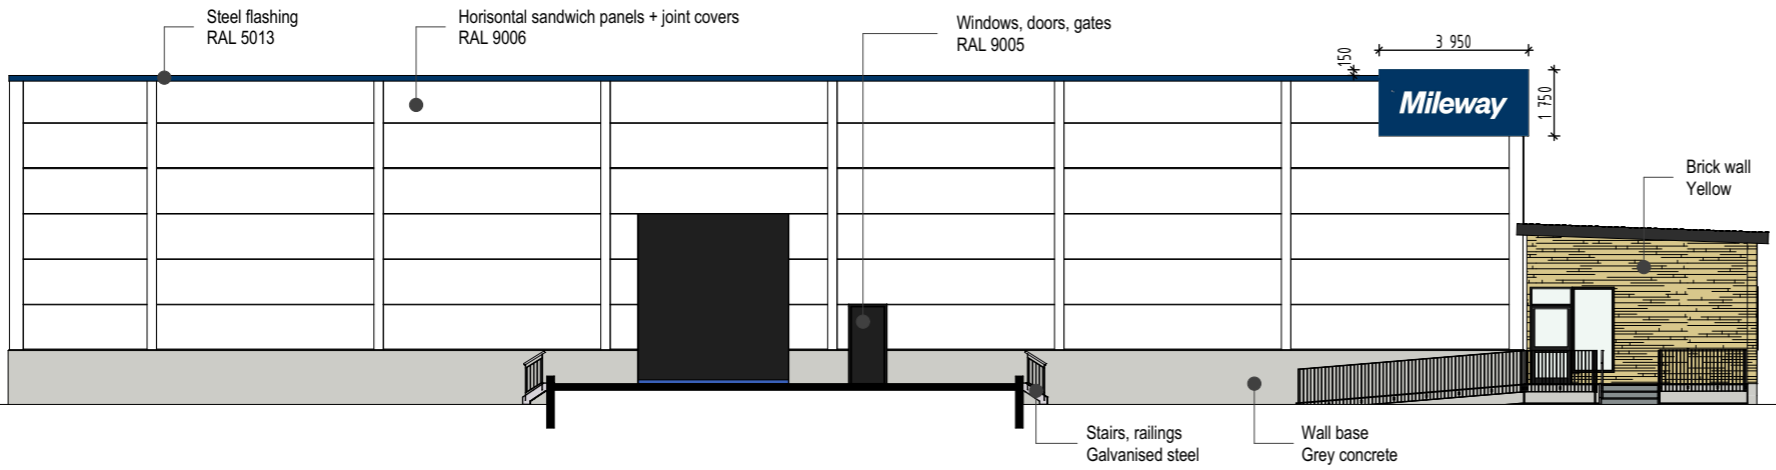 Steel flashing
RAL 5013
Horisontal sandwich panels + joint covers
RAL 9006
Windows, doors, gates
RAL 9005
150
3 950
1 750
Mileway
Brick wall
Yellow
Stairs, railings
Galvanised steel
Wall base
Grey concrete